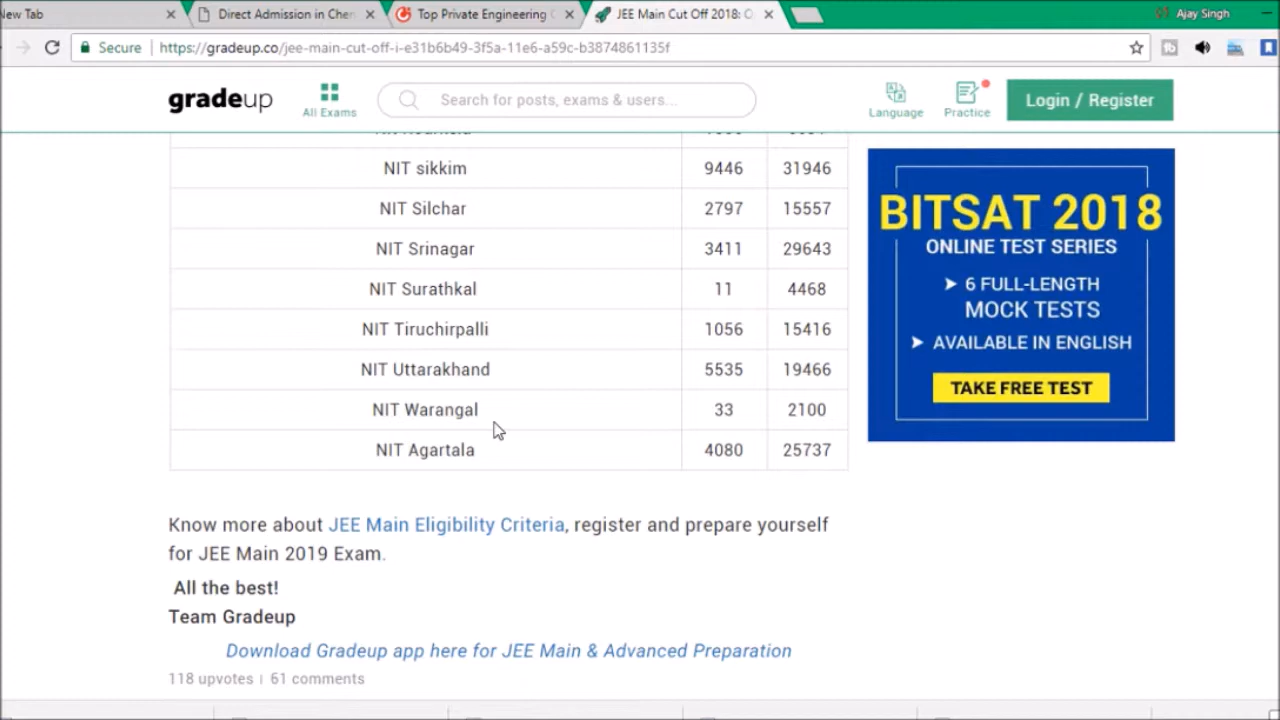 New Tab
Direct Admission in Chen
Top Private Engineering C
JEE Main Cut Off 2018: O
Ajay Singh
Secure
https://gradeup.co/jee-main-cut-off-i-e31b6b49-3f5a-11e6-a59c-b3874861135f
gradeup
All Exams
Search for posts, exams & users...
Language
Practice
Login / Register
NIT sikkim 9446 31946
NIT Silchar 2797 15557
NIT Srinagar 3411 29643
NIT Surathkal 11 4468
NIT Tiruchirpalli 1056 15416
NIT Uttarakhand 5535 19466
NIT Warangal 33 2100
NIT Agartala 4080 25737
BITSAT 2018
ONLINE TEST SERIES
➤ 6 FULL-LENGTH
MOCK TESTS
➤ AVAILABLE IN ENGLISH
TAKE FREE TEST
Know more about JEE Main Eligibility Criteria, register and prepare yourself
for JEE Main 2019 Exam.
All the best!
Team Gradeup
Download Gradeup app here for JEE Main & Advanced Preparation
118 upvotes | 61 comments